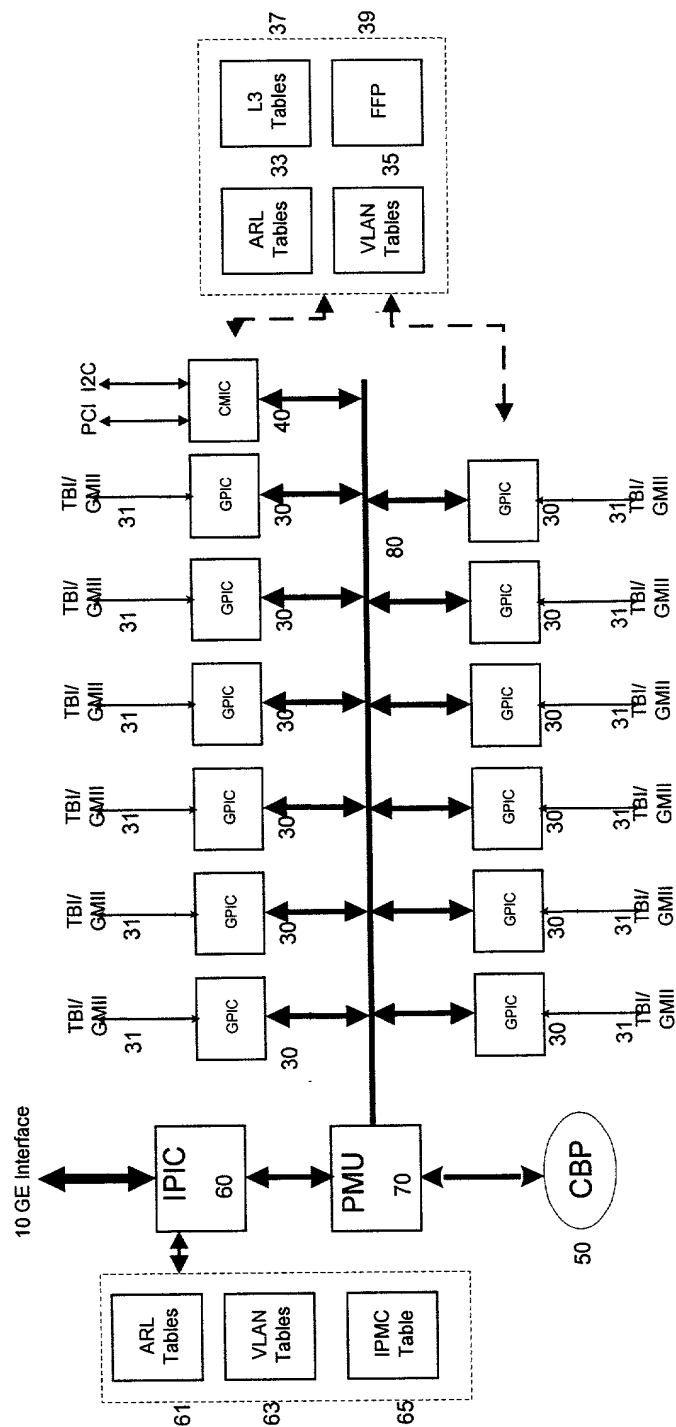 37
39
L3
Tables
FFP
33
35
ARL
Tables
VLAN
Tables
PCI
I2C
CMIC
40
TBI/
GMII
31
GPIC
30
TBI/
GMII
31
GPIC
30
TBI/
GMII
31
GPIC
30
TBI/
GMII
31
GPIC
30
TBI/
GMII
31
GPIC
30
TBI/
GMII
31
GPIC
30
80
GPIC
30
31
TBI/
GMII
GPIC
30
31
TBI/
GMII
GPIC
30
31
TBI/
GMII
GPIC
30
31
TBI/
GMII
GPIC
30
31
TBI/
GMII
GPIC
30
31
TBI/
GMII
10 GE Interface
IPIC
60
PMU
70
CBP
50
ARL
Tables
VLAN
Tables
IPMC
Table
61
63
65